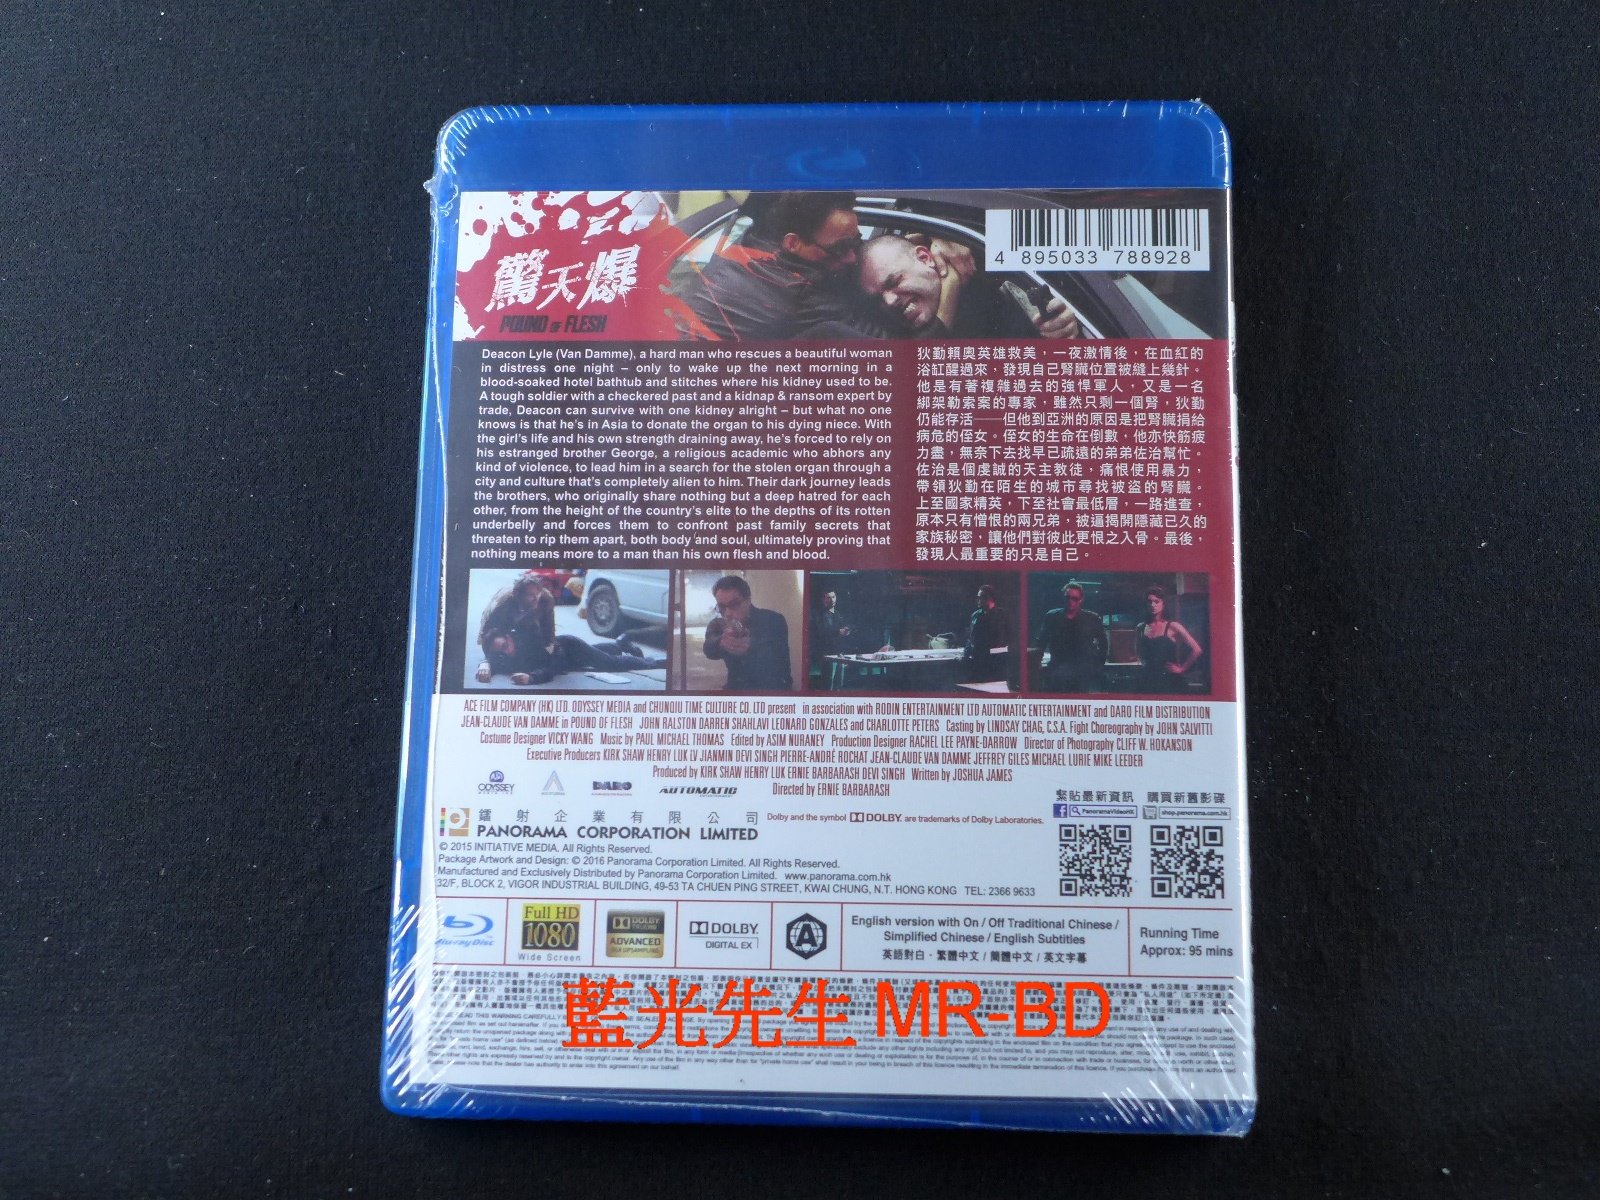 驚天爆
POUND OF FLESH
4 895033 788928
Deacon Lyle (Van Damme), a hard man who rescues a beautiful woman
in distress one night – only to wake up the next morning in a
blood-soaked hotel bathtub and stitches where his kidney used to be.
A tough soldier with a checkered past and a kidnap & ransom expert by
trade, Deacon can survive with one kidney alright – but what no one
knows is that he's in Asia to donate the organ to his dying niece. With
the girl's life and his own strength draining away, he's forced to rely on
his estranged brother George, a religious academic who abhors any
kind of violence, to lead him in a search for the stolen organ through a
city and culture that's completely alien to him. Their dark journey leads
the brothers, who originally share nothing but a deep hatred for each
other, from the height of the country's elite to the depths of its rotten
underbelly and forces them to confront past family secrets that
threaten to rip them apart, both body and soul, ultimately proving that
nothing means more to a man than his own flesh and blood.
狄勤賴奧英雄救美，一夜激情後，在血紅的
浴缸醒過來，發現自己腎臟位置被縫上幾針。
他是有著複雜過去的強悍軍人，又是一名
綁架勒索案的專家，雖然只剩一個腎，狄勤
仍能存活——但他到亞洲的原因是把腎臟捐給
病危的侄女。侄女的生命在倒數，他亦快筋疲
力盡，無奈下去找早已疏遠的弟弟佐治幫忙。
佐治是個虔誠的天主教徒，痛恨使用暴力，
帶領狄勤在陌生的城市尋找被盜的腎臟。
上至國家精英，下至社會最低層，一路進查，
原本只有憎恨的兩兄弟，被逼揭開隱藏已久的
家族秘密，讓他們對彼此更恨之入骨。最後，
發現人最重要的只是自己。
ACE FILM COMPANY (HK) LTD. ODYSSEY MEDIA and CHUNQIU TIME CULTURE CO. LTD present in association with RODIN ENTERTAINMENT LTD AUTOMATIC ENTERTAINMENT and DARO FILM DISTRIBUTION
JEAN-CLAUDE VAN DAMME in POUND OF FLESH JOHN RALSTON DARREN SHAHLAVI LEONARD GONZALES and CHARLOTTE PETERS Casting by LINDSAY CHAG, C.S.A. Fight Choreography by JOHN SALVITTI
Costume Designer VICKY WANG Music by PAUL MICHAEL THOMAS Edited by ASIM NURANEY Production Designer RACHEL LEE PAYNE-DARROW Director of Photography CLIFF W. HOKANSON
Executive Producers KIRK SHAW HENRY LUK LV JIANMIN DEVI SINGH PIERRE-ANDRÉ ROCHAT JEAN-CLAUDE VAN DAMME JEFFREY GILES MICHAEL LURIE MIKE LEEDER
Produced by KIRK SHAW HENRY LUK ERNIE BARBARASH DEVI SINGH Written by JOSHUA JAMES
Directed by ERNIE BARBARASH
ODYSSEY
DARO
AUTOMATIC
緊貼最新資訊 購買新舊影碟
PanoramaVideoHK shop.panorama.com.hk
鐳射企業有限公司
PANORAMA CORPORATION LIMITED
Dolby and the symbol DOLBY. are trademarks of Dolby Laboratories.
© 2015 INITIATIVE MEDIA. All Rights Reserved.
Package Artwork and Design: © 2016 Panorama Corporation Limited. All Rights Reserved.
Manufactured and Exclusively Distributed by Panorama Corporation Limited. www.panorama.com.hk
32/F, BLOCK 2, VIGOR INDUSTRIAL BUILDING, 49-53 TA CHUEN PING STREET, KWAI CHUNG, N.T. HONG KONG TEL: 2366 9633
Blu-ray Disc
Full HD
1080
Wide Screen
DOLBY
TRUEHD
ADVANCED
96K UPSAMPLING
DOLBY.
DIGITAL EX
A
English version with On / Off Traditional Chinese /
Simplified Chinese / English Subtitles
英語對白．繁體中文 / 簡體中文 / 英文字幕
Running Time
Approx: 95 mins
藍光先生 MR-BD